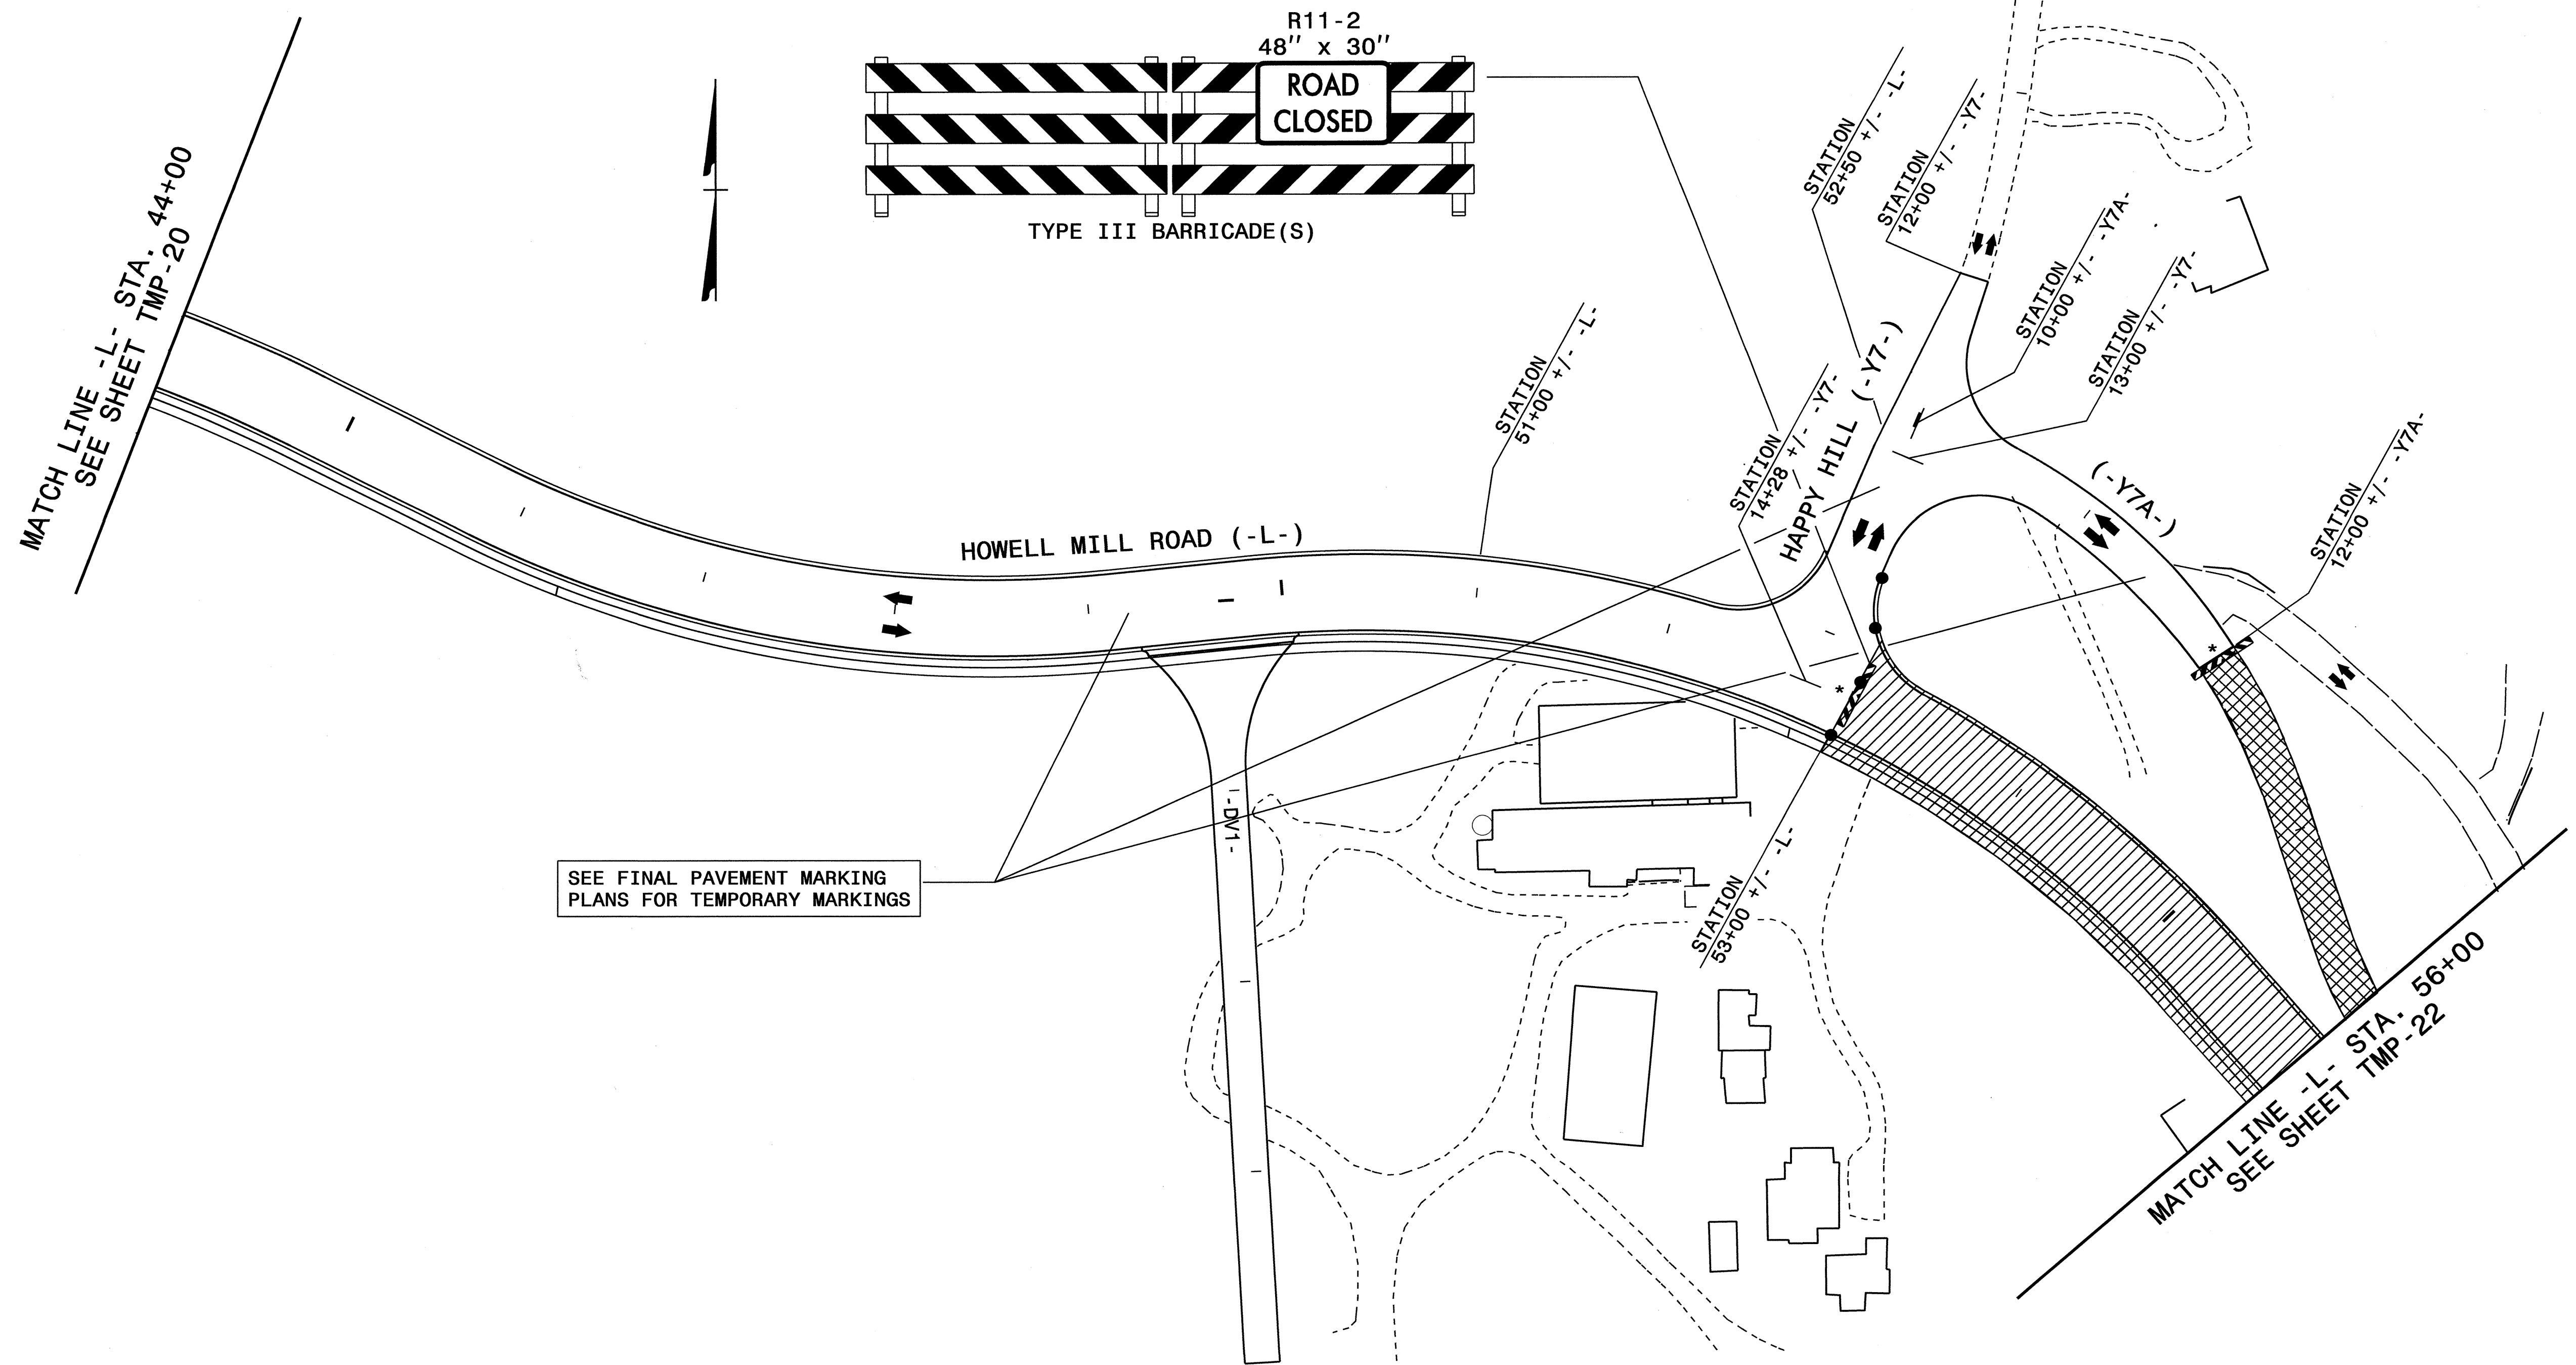 R11-2
48" x 30"
ROAD
CLOSED
TYPE III BARRICADE(S)
MATCH LINE -L- STA. 44+00
SEE SHEET TMP-20
STATION
52+50 +/- -L-
STATION
12+00 +/- -Y7-
STATION
10+00 +/- -Y7A-
STATION
13+00 +/- -Y7-
STATION
51+00 +/- -L-
STATION
14+28 +/- -Y7-
HAPPY HILL (-Y7-)
(-Y7A-)
STATION
12+00 +/- -Y7A-
HOWELL MILL ROAD (-L-)
*
*
-DV1-
SEE FINAL PAVEMENT MARKING
PLANS FOR TEMPORARY MARKINGS
STATION
53+00 +/- -L-
MATCH LINE -L- STA. 56+00
SEE SHEET TMP-22